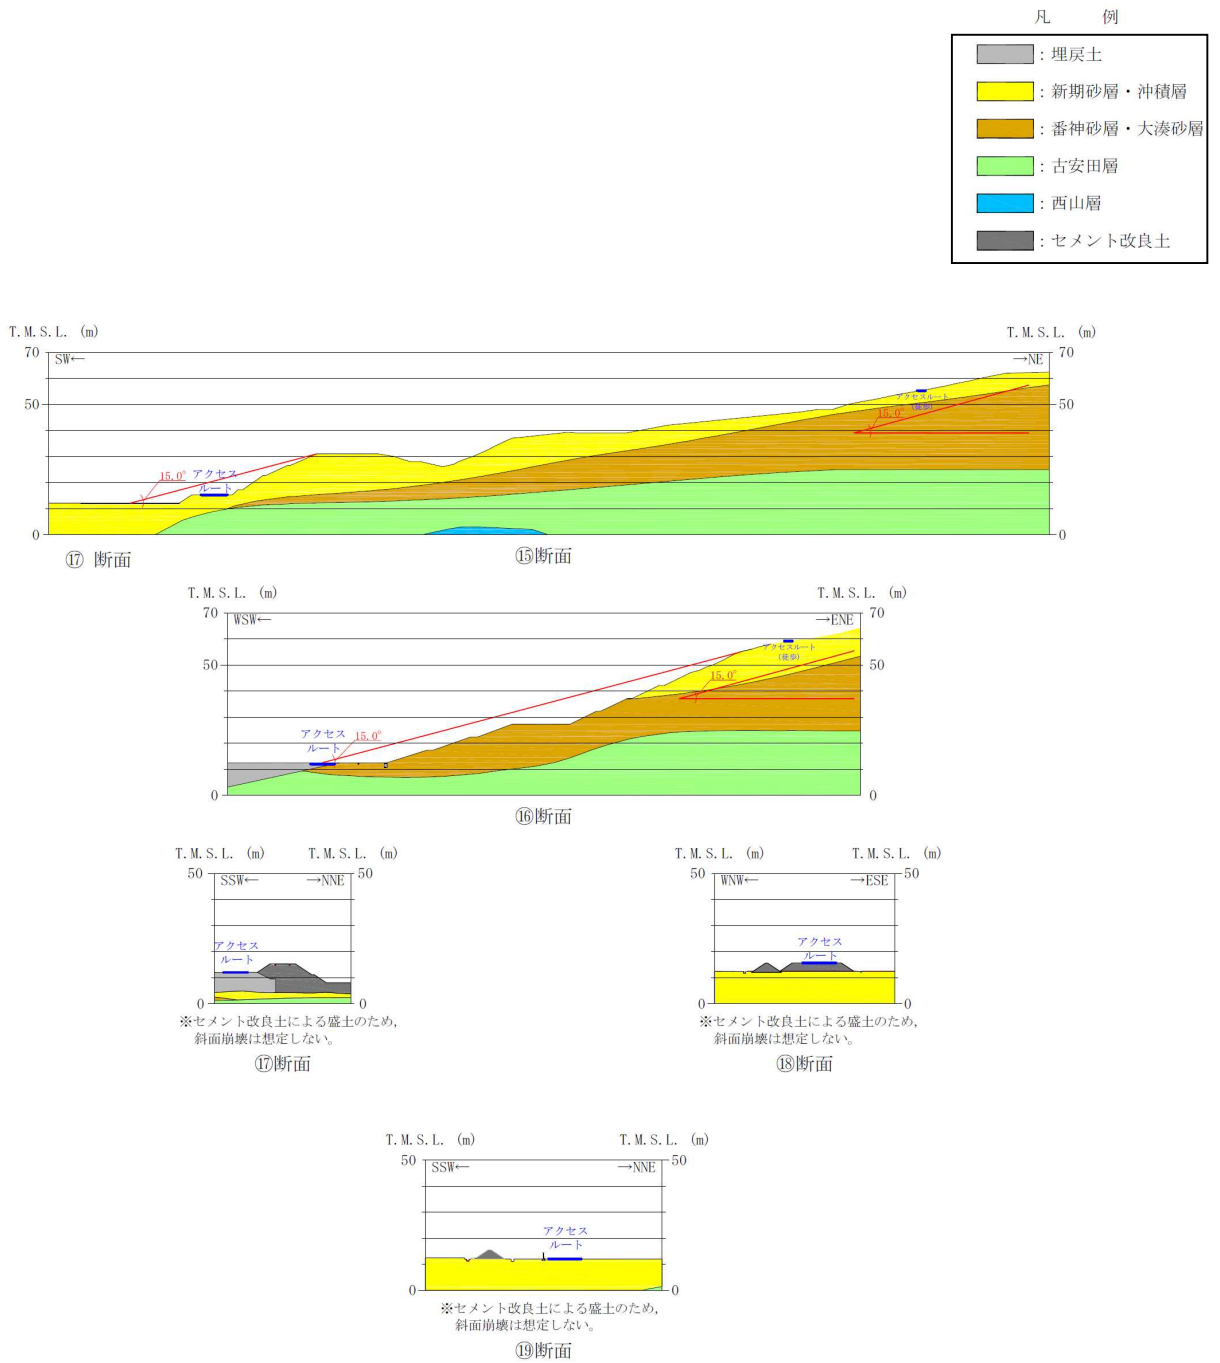 凡 例
：埋戻土
：新期砂層・沖積層
：番神砂層・大湊砂層
：古安田層
：西山層
：セメント改良土
T.M.S.L. (m) T.M.S.L. (m)
70 SW← →NE 70
50 50
アクセスルート
(徒歩)
15.0°
15.0°
アクセス
ルート
0 0
⑰ 断面 ⑮断面
T.M.S.L. (m) T.M.S.L. (m)
70 WSW← →ENE 70
アクセスルート
(徒歩)
50 50
15.0°
アクセス
ルート
15.0°
0 0
⑯断面
T.M.S.L. (m) T.M.S.L. (m)
50 SSW← →NNE 50
アクセス
ルート
0 0
※セメント改良土による盛土のため，
斜面崩壊は想定しない。
⑰断面
T.M.S.L. (m) T.M.S.L. (m)
50 WNW← →ESE 50
アクセス
ルート
0 0
※セメント改良土による盛土のため，
斜面崩壊は想定しない。
⑱断面
T.M.S.L. (m) T.M.S.L. (m)
50 SSW← →NNE 50
アクセス
ルート
0 0
※セメント改良土による盛土のため，
斜面崩壊は想定しない。
⑲断面